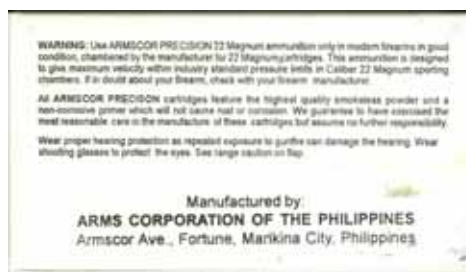 WARNING: Use ARMSCOR PRECISION 22 Magnum ammunition only in modern firearms in good
condition, chambered by the manufacturer for 22 Magnum cartridges. This ammunition is designed
to give maximum velocity within industry standard pressure limits in Caliber 22 Magnum sporting
chambers. If in doubt about your firearm, check with your firearm manufacturer.
All ARMSCOR PRECISION cartridges feature the highest quality smokeless powder and a
non-corrosive primer which will not cause rust or corrosion. We guarantee to have exercised the
most reasonable care in the manufacture of these cartridges but assume no further responsibility.
Wear proper hearing protection as repeated exposure to gunfire can damage the hearing. Wear
shooting glasses to protect the eyes. See range caution on flap.
Manufactured by:
ARMS CORPORATION OF THE PHILIPPINES
Armscor Ave., Fortune, Marikina City, Philippines